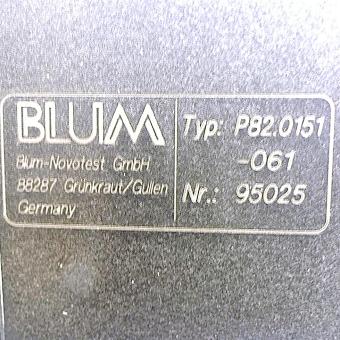 BLUM
Blum-Novotest GmbH
88287 Grünkraut/Gullen
Germany
Typ: P82.0151
-061
Nr.: 95025